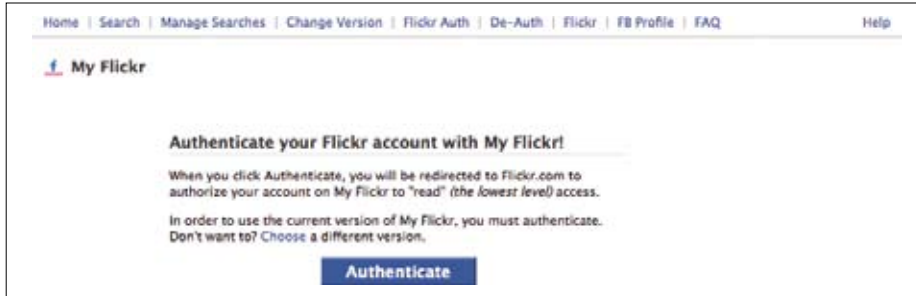 Home | Search | Manage Searches | Change Version | Flickr Auth | De-Auth | Flickr | FB Profile | FAQ Help
f My Flickr
Authenticate your Flickr account with My Flickr!
When you click Authenticate, you will be redirected to Flickr.com to
authorize your account on My Flickr to "read" (the lowest level) access.
In order to use the current version of My Flickr, you must authenticate.
Don't want to? Choose a different version.
Authenticate